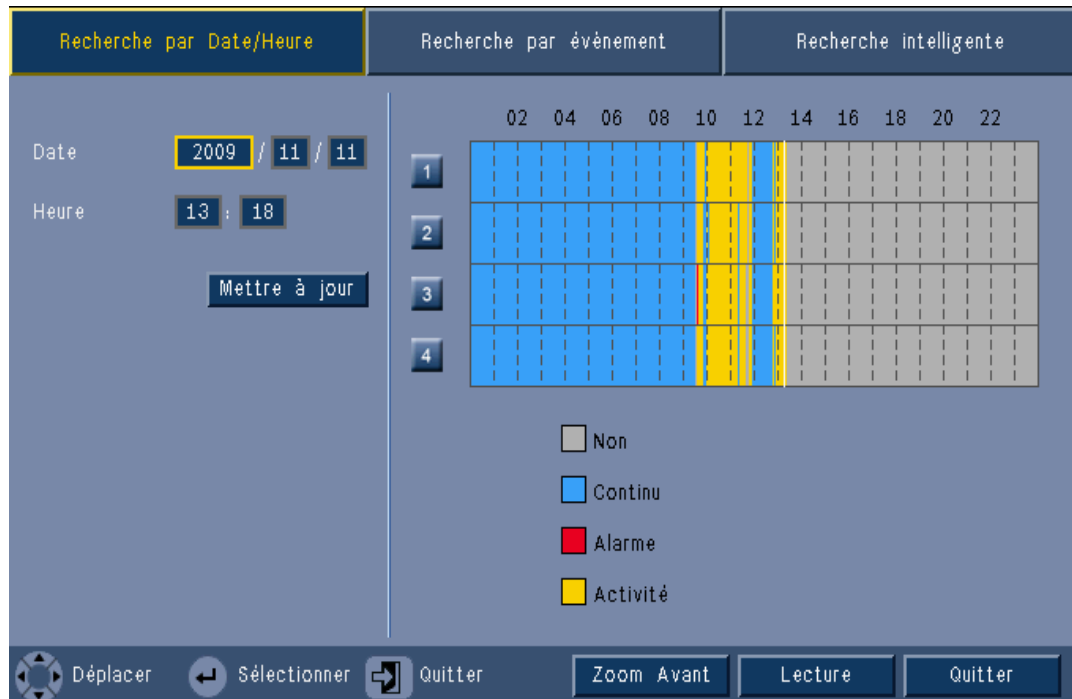 Recherche par Date/Heure
Recherche par évènement
Recherche intelligente
02 04 06 08 10 12 14 16 18 20 22
Date 2009 / 11 / 11
Heure 13 : 18
Mettre à jour
1
2
3
4
Non
Continu
Alarme
Activité
Déplacer
Sélectionner
Quitter
Zoom Avant
Lecture
Quitter